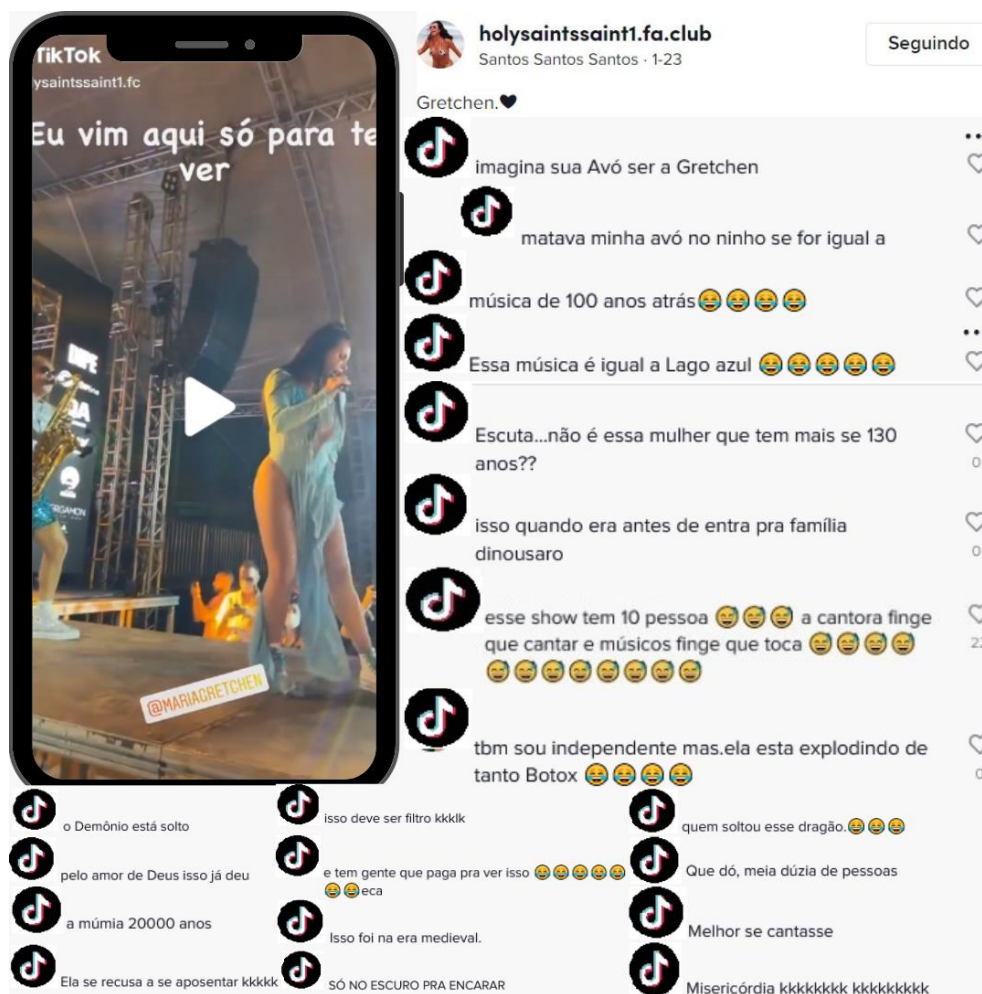 TikTok
ysaintssaint1.fc
Eu vim aqui só para te
ver
@MARIAGRETCHEN
holysaintssaint1.fa.club
Santos Santos Santos · 1-23
Seguindo
Gretchen.🖤
imagina sua Avó ser a Gretchen
matava minha avó no ninho se for igual a
música de 100 anos atrás😂😂😂😂
Essa música é igual a Lago azul 😂😂😂😂😂
Escuta...não é essa mulher que tem mais se 130
anos??
0
isso quando era antes de entra pra família
dinousaro
0
esse show tem 10 pessoa 😅😅😅 a cantora finge
que cantar e músicos finge que toca 😅😅😅😅
😅😅😅😅😅😅😅😅
22
tbm sou independente mas.ela esta explodindo de
tanto Botox 😂😂😂😂
0
o Demônio está solto
pelo amor de Deus isso já deu
a múmia 20000 anos
Ela se recusa a se aposentar kkkkk
isso deve ser filtro kkklk
e tem gente que paga pra ver isso 😂😂😂😂😂
😂😂eca
Isso foi na era medieval.
SÓ NO ESCURO PRA ENCARAR
quem soltou esse dragão.😂😂😂
Que dó, meia dúzia de pessoas
Melhor se cantasse
Misericórdia kkkkkkkk kkkkkkkkk